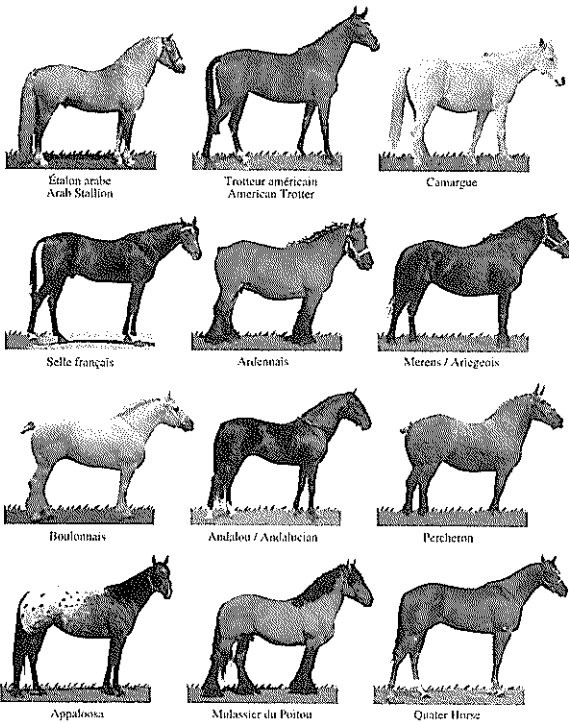 Étalon arabe
Arab Stallion
Trotteur américain
American Trotter
Camargue
Selle français
Ardennais
Merens / Ariegeois
Boulonnais
Andalou / Andalucian
Percheron
Appaloosa
Mulassier du Poitou
Quater Horse